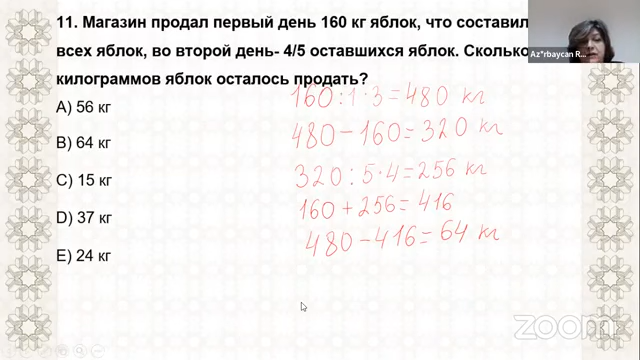 11. Магазин продал первый день 160 кг яблок, что составил
всех яблок, во второй день- 4/5 оставшихся яблок. Сколько
килограммов яблок осталось продать?
A) 56 кг
B) 64 кг
C) 15 кг
D) 37 кг
E) 24 кг
160:1·3=480 кг
480-160=320 кг
320:5·4=256 кг
160+256=416
480-416=64 кг
Az*rbaycan R...
zoom